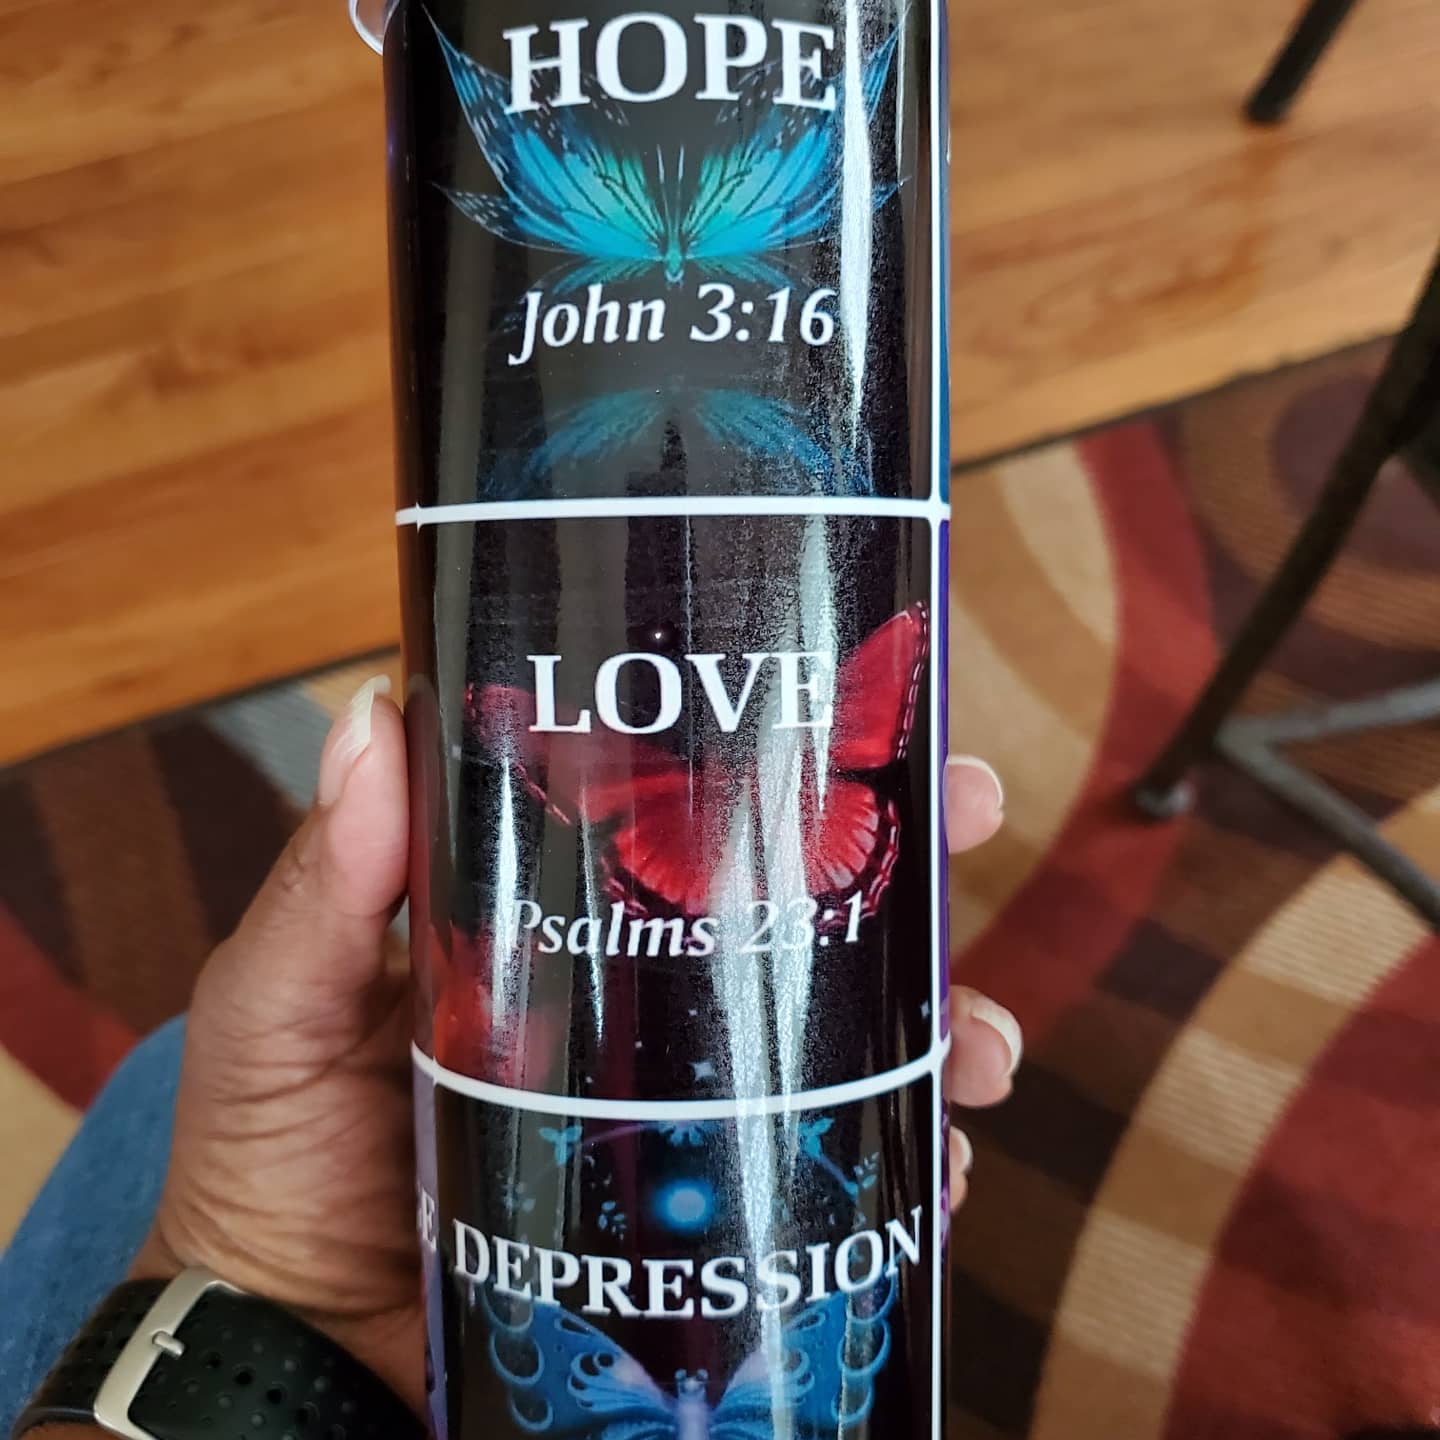 HOPE
John 3:16
LOVE
Psalms 23:1
DEPRESSION